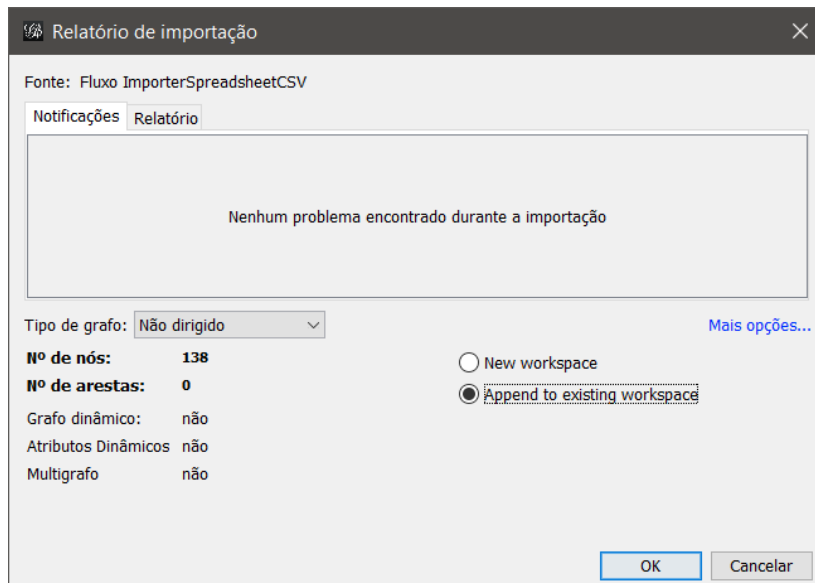 Relatório de importação
Fonte: Fluxo ImporterSpreadsheetCSV
Notificações Relatório
Nenhum problema encontrado durante a importação
Tipo de grafo: Não dirigido Mais opções...
Nº de nós: 138 New workspace
Nº de arestas: 0 Append to existing workspace
Grafo dinâmico: não
Atributos Dinâmicos não
Multigrafo não
OK Cancelar